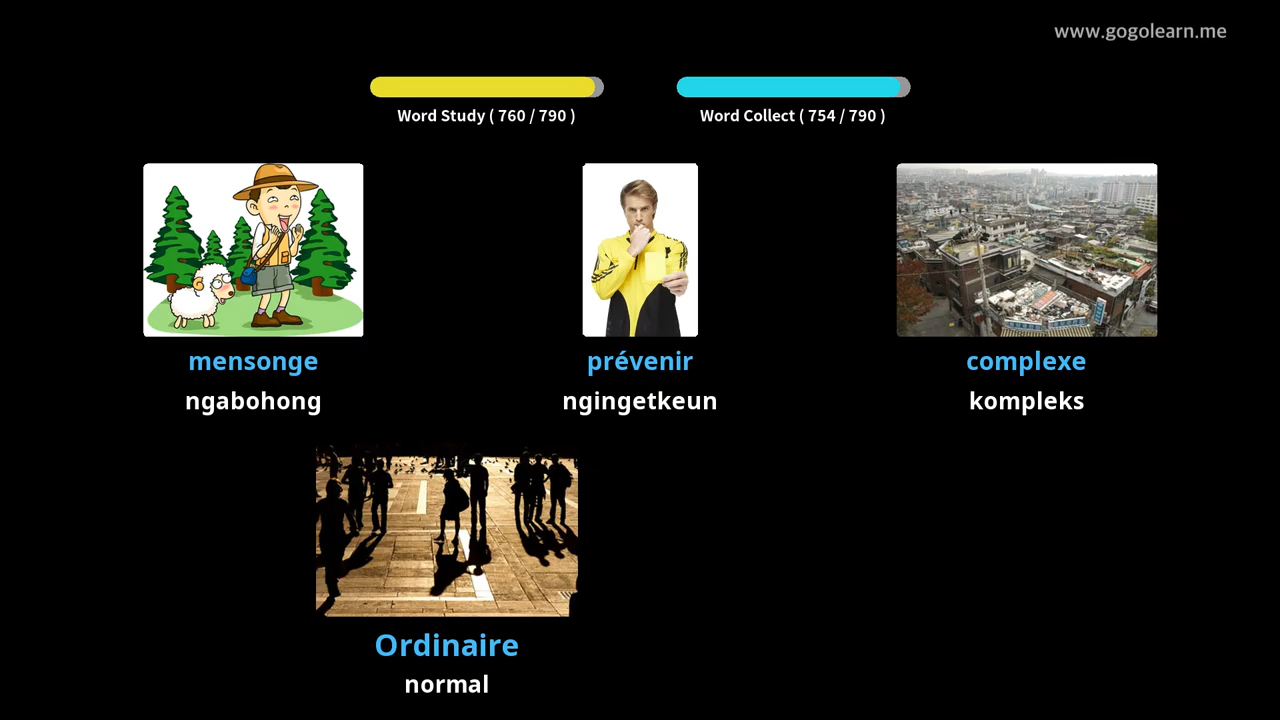 www.gogolearn.me
Word Study ( 760 / 790 )
Word Collect ( 754 / 790 )
mensonge
ngabohong
prévenir
ngingetkeun
complexe
kompleks
Ordinaire
normal